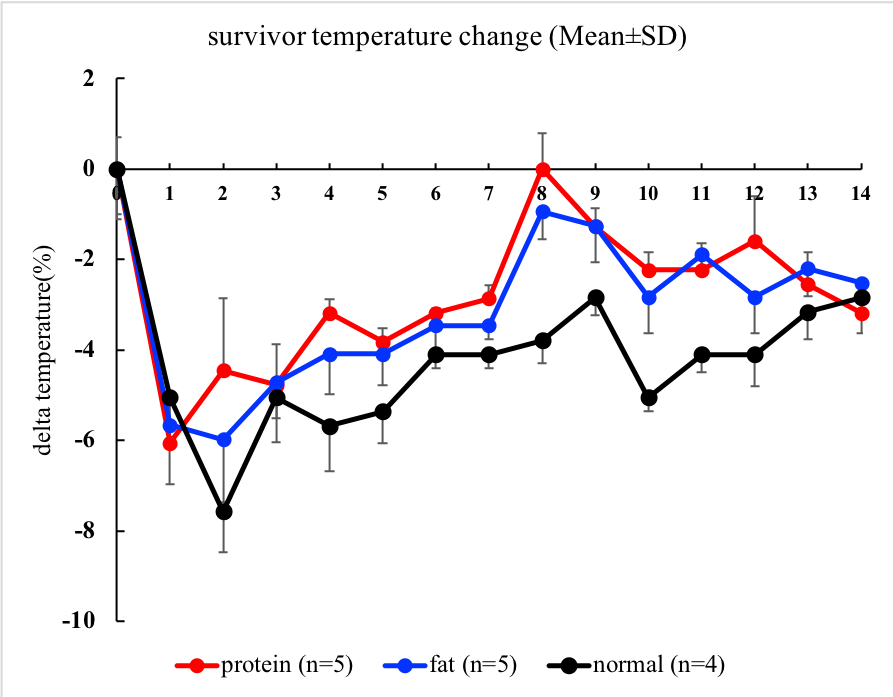 survivor temperature change (Mean±SD)
2
0
0 1 2 3 4 5 6 7 8 9 10 11 12 13 14
-2
-4
-6
-8
-10
delta temperature(%)
protein (n=5) fat (n=5) normal (n=4)